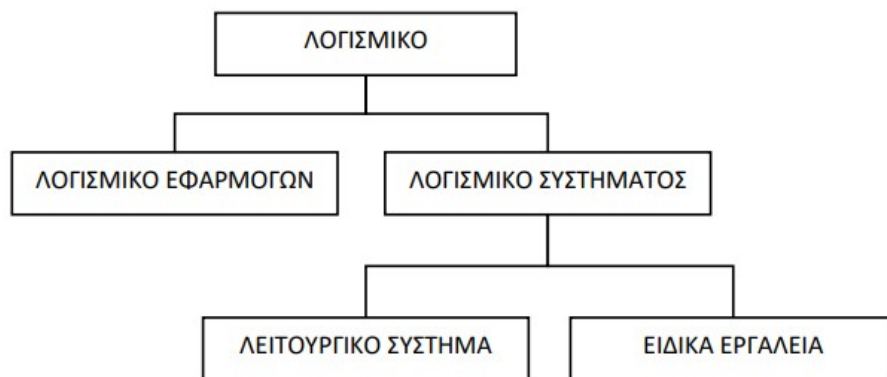 ΛΟΓΙΣΜΙΚΟ
ΛΟΓΙΣΜΙΚΟ ΕΦΑΡΜΟΓΩΝ
ΛΟΓΙΣΜΙΚΟ ΣΥΣΤΗΜΑΤΟΣ
ΛΕΙΤΟΥΡΓΙΚΟ ΣΥΣΤΗΜΑ
ΕΙΔΙΚΑ ΕΡΓΑΛΕΙΑ